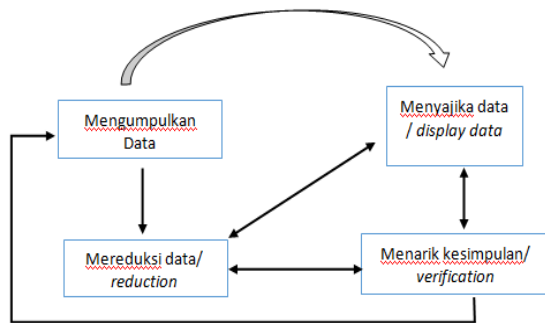 Mengumpulkan
Data
Menyajika data
/ display data
Mereduksi data/
reduction
Menarik kesimpulan/
verification